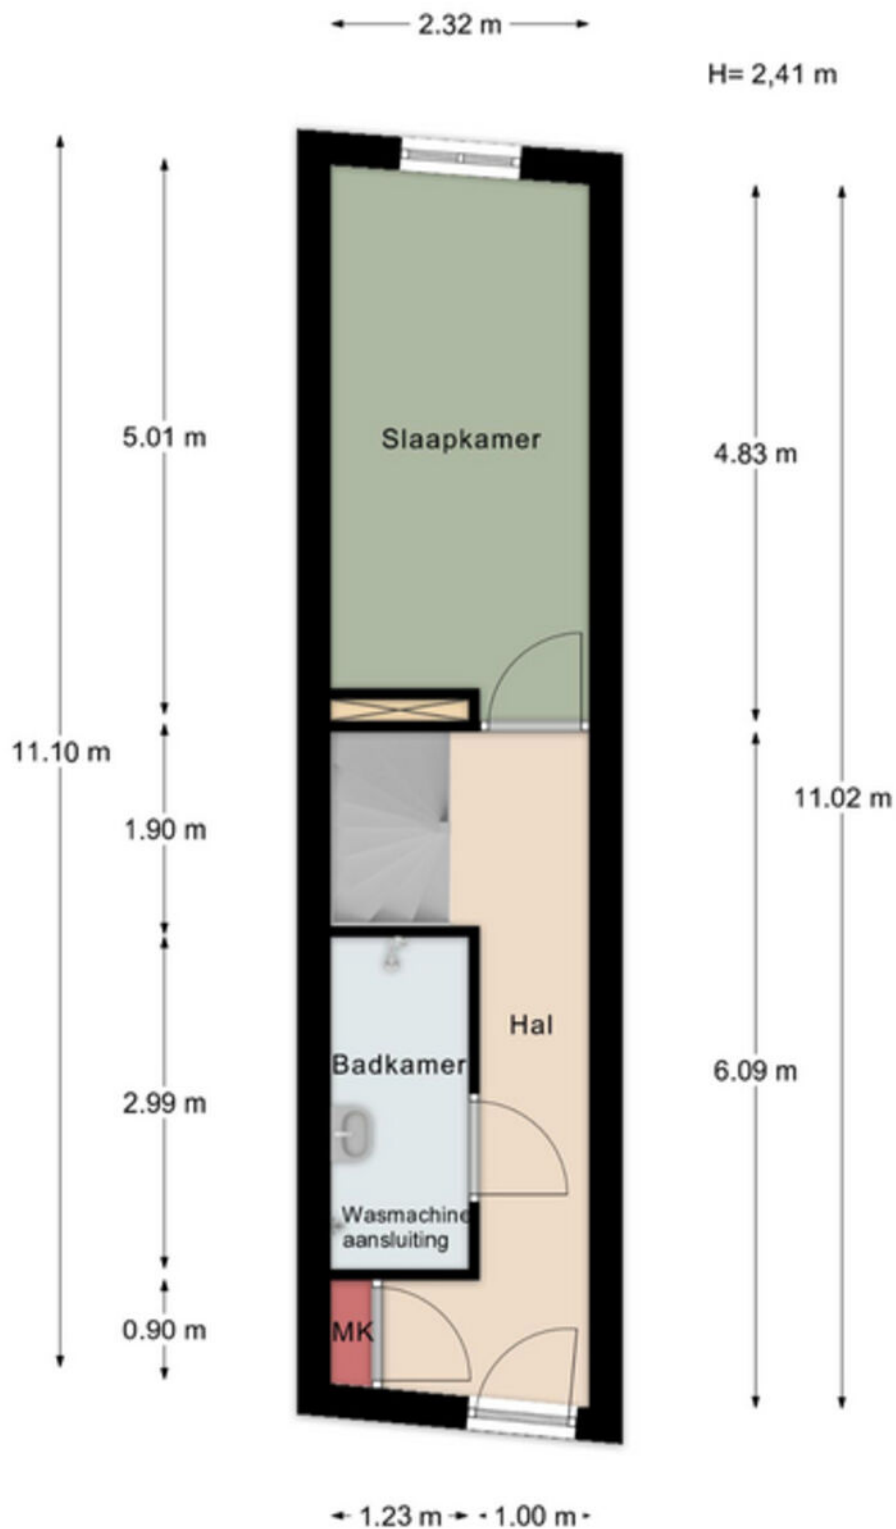 2.32 m
H= 2,41 m
5.01 m
Slaapkamer
4.83 m
11.10 m
11.02 m
1.90 m
Hal
Badkamer
6.09 m
2.99 m
Wasmachine
aansluiting
0.90 m
MK
1.23 m
1.00 m